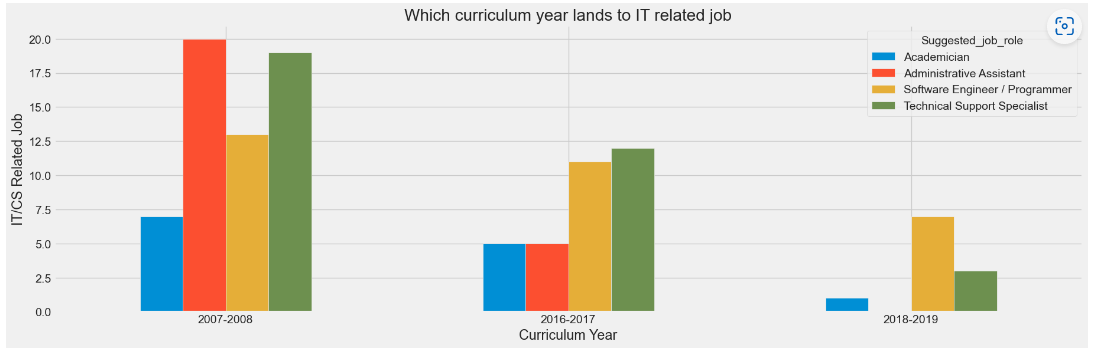 Which curriculum year lands to IT related job
Suggested_job_role
Academician
Administrative Assistant
Software Engineer / Programmer
Technical Support Specialist
IT/CS Related Job
20.0
17.5
15.0
12.5
10.0
7.5
5.0
2.5
0.0
2007-2008
2016-2017
2018-2019
Curriculum Year